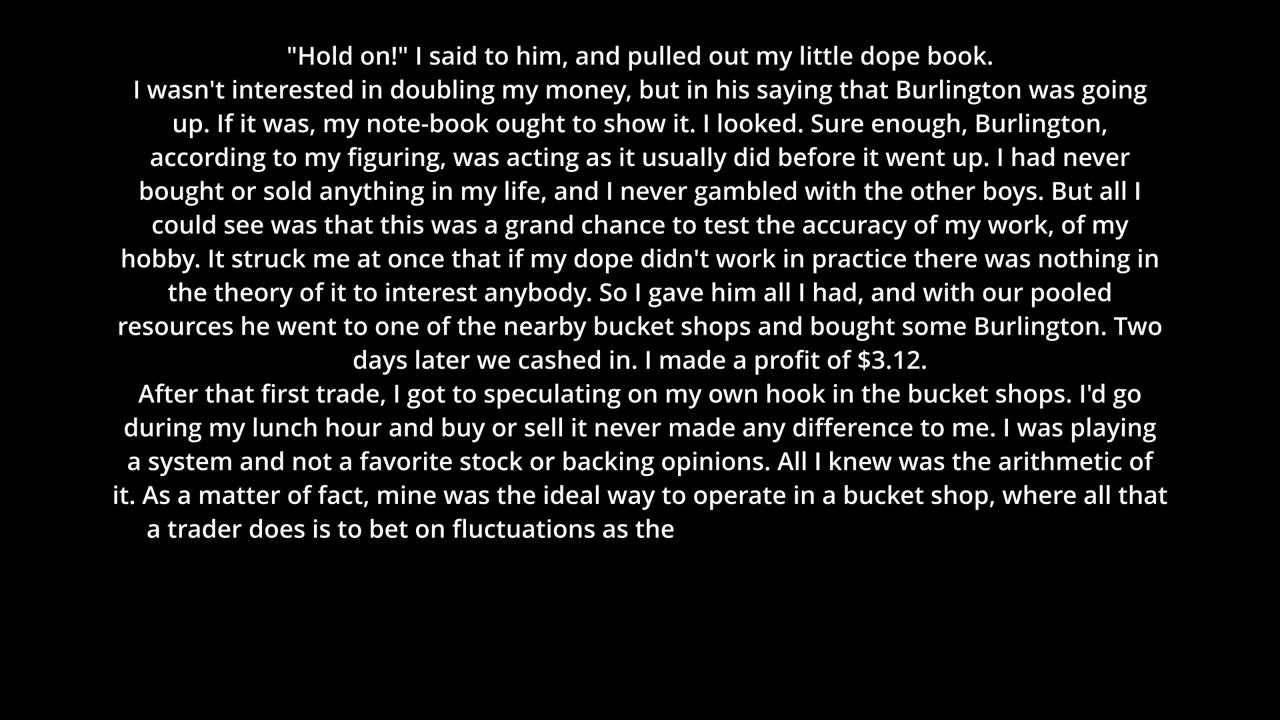 "Hold on!" I said to him, and pulled out my little dope book.
I wasn't interested in doubling my money, but in his saying that Burlington was going
up. If it was, my note-book ought to show it. I looked. Sure enough, Burlington,
according to my figuring, was acting as it usually did before it went up. I had never
bought or sold anything in my life, and I never gambled with the other boys. But all I
could see was that this was a grand chance to test the accuracy of my work, of my
hobby. It struck me at once that if my dope didn't work in practice there was nothing in
the theory of it to interest anybody. So I gave him all I had, and with our pooled
resources he went to one of the nearby bucket shops and bought some Burlington. Two
days later we cashed in. I made a profit of $3.12.
After that first trade, I got to speculating on my own hook in the bucket shops. I'd go
during my lunch hour and buy or sell it never made any difference to me. I was playing
a system and not a favorite stock or backing opinions. All I knew was the arithmetic of
it. As a matter of fact, mine was the ideal way to operate in a bucket shop, where all that
a trader does is to bet on fluctuations as the